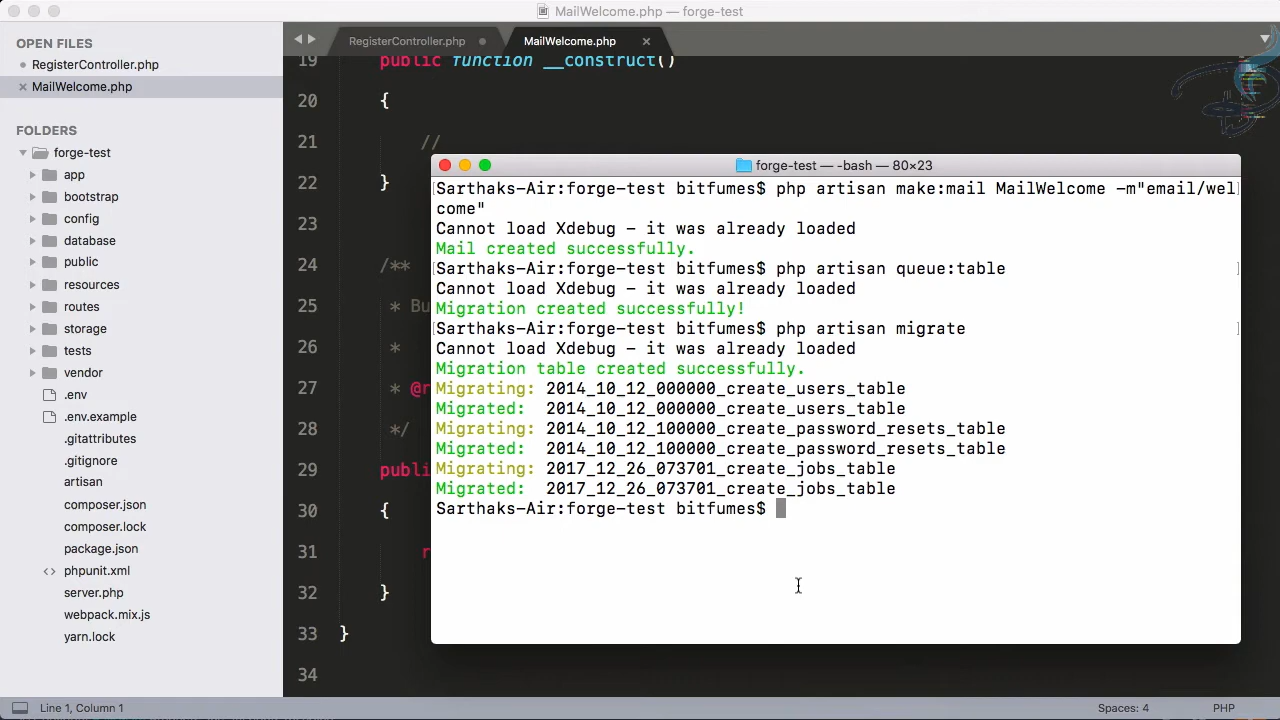 MailWelcome.php — forge-test
OPEN FILES
RegisterController.php
MailWelcome.php
FOLDERS
forge-test
app
bootstrap
config
database
public
resources
routes
storage
tests
vendor
.env
.env.example
.gitattributes
.gitignore
artisan
composer.json
composer.lock
package.json
<> phpunit.xml
server.php
webpack.mix.js
yarn.lock
RegisterController.php
MailWelcome.php
19 public function __construct()
20 {
21 //
22 }
23
24 /**
25 * Bu
26 *
27 * @r
28 */
29 publi
30 {
31 r
32 }
33 }
34
forge-test — -bash — 80×23
Sarthaks-Air:forge-test bitfumes$ php artisan make:mail MailWelcome -m"email/wel
come"
Cannot load Xdebug - it was already loaded
Mail created successfully.
Sarthaks-Air:forge-test bitfumes$ php artisan queue:table
Cannot load Xdebug - it was already loaded
Migration created successfully!
Sarthaks-Air:forge-test bitfumes$ php artisan migrate
Cannot load Xdebug - it was already loaded
Migration table created successfully.
Migrating: 2014_10_12_000000_create_users_table
Migrated:  2014_10_12_000000_create_users_table
Migrating: 2014_10_12_100000_create_password_resets_table
Migrated:  2014_10_12_100000_create_password_resets_table
Migrating: 2017_12_26_073701_create_jobs_table
Migrated:  2017_12_26_073701_create_jobs_table
Sarthaks-Air:forge-test bitfumes$
Line 1, Column 1
Spaces: 4
PHP